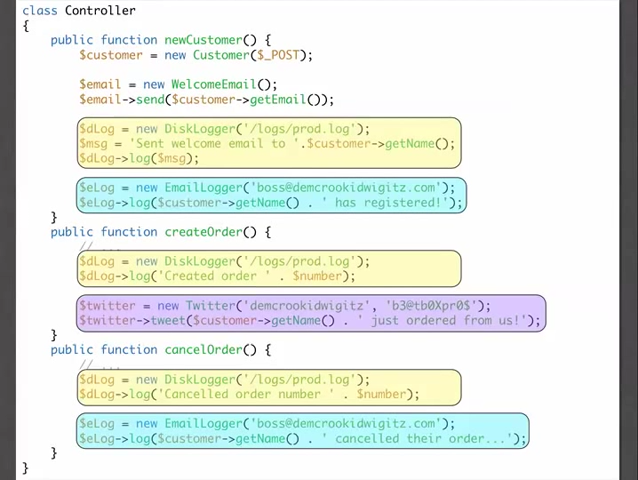 class Controller
{
public function newCustomer() {
$customer = new Customer($_POST);
$email = new WelcomeEmail();
$email->send($customer->getEmail());
$dLog = new DiskLogger('/logs/prod.log');
$msg = 'Sent welcome email to '.$customer->getName();
$dLog->log($msg);
$eLog = new EmailLogger('boss@demcrookidwigitz.com');
$eLog->log($customer->getName() . ' has registered!');
}
public function createOrder() {
// ...
$dLog = new DiskLogger('/logs/prod.log');
$dLog->log('Created order ' . $number);
$twitter = new Twitter('demcrookidwigitz', 'b3@tb0Xpr0$');
$twitter->tweet($customer->getName() . ' just ordered from us!');
}
public function cancelOrder() {
// ...
$dLog = new DiskLogger('/logs/prod.log');
$dLog->log('Cancelled order number ' . $number);
$eLog = new EmailLogger('boss@demcrookidwigitz.com');
$eLog->log($customer->getName() . ' cancelled their order...');
}
}